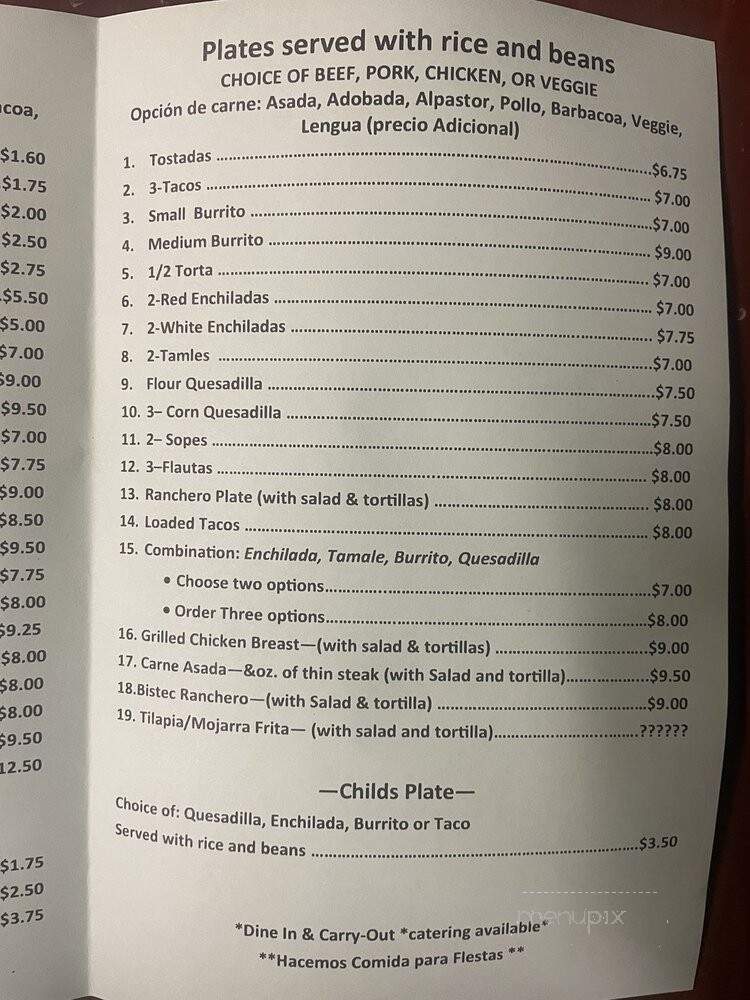 coa,
$1.60
$1.75
$2.00
$2.50
$2.75
$5.50
$5.00
$7.00
$9.00
$9.50
$7.00
$7.75
$9.00
$8.50
$9.50
$7.75
$8.00
$9.25
$8.00
$8.00
$8.00
$9.50
12.50
$1.75
$2.50
$3.75
Plates served with rice and beans
CHOICE OF BEEF, PORK, CHICKEN, OR VEGGIE
Opción de carne: Asada, Adobada, Alpastor, Pollo, Barbacoa, Veggie,
Lengua (precio Adicional)
1. Tostadas ........ $6.75
2. 3-Tacos ........ $7.00
3. Small Burrito ........ $7.00
4. Medium Burrito ........ $9.00
5. 1/2 Torta ........ $7.00
6. 2-Red Enchiladas ........ $7.00
7. 2-White Enchiladas ........ $7.75
8. 2-Tamles ........ $7.00
9. Flour Quesadilla ........ $7.50
10. 3– Corn Quesadilla ........ $7.50
11. 2– Sopes ........ $8.00
12. 3–Flautas ........ $8.00
13. Ranchero Plate (with salad & tortillas) ........ $8.00
14. Loaded Tacos ........ $8.00
15. Combination: Enchilada, Tamale, Burrito, Quesadilla
• Choose two options........ $7.00
• Order Three options........ $8.00
16. Grilled Chicken Breast—(with salad & tortillas) ........ $9.00
17. Carne Asada—&oz. of thin steak (with Salad and tortilla)........ $9.50
18.Bistec Ranchero—(with Salad & tortilla) ........ $9.00
19. Tilapia/Mojarra Frita— (with salad and tortilla)........ ??????
—Childs Plate—
Choice of: Quesadilla, Enchilada, Burrito or Taco
Served with rice and beans ........ $3.50
menupix
*Dine In & Carry-Out *catering available*
**Hacemos Comida para FIestas **